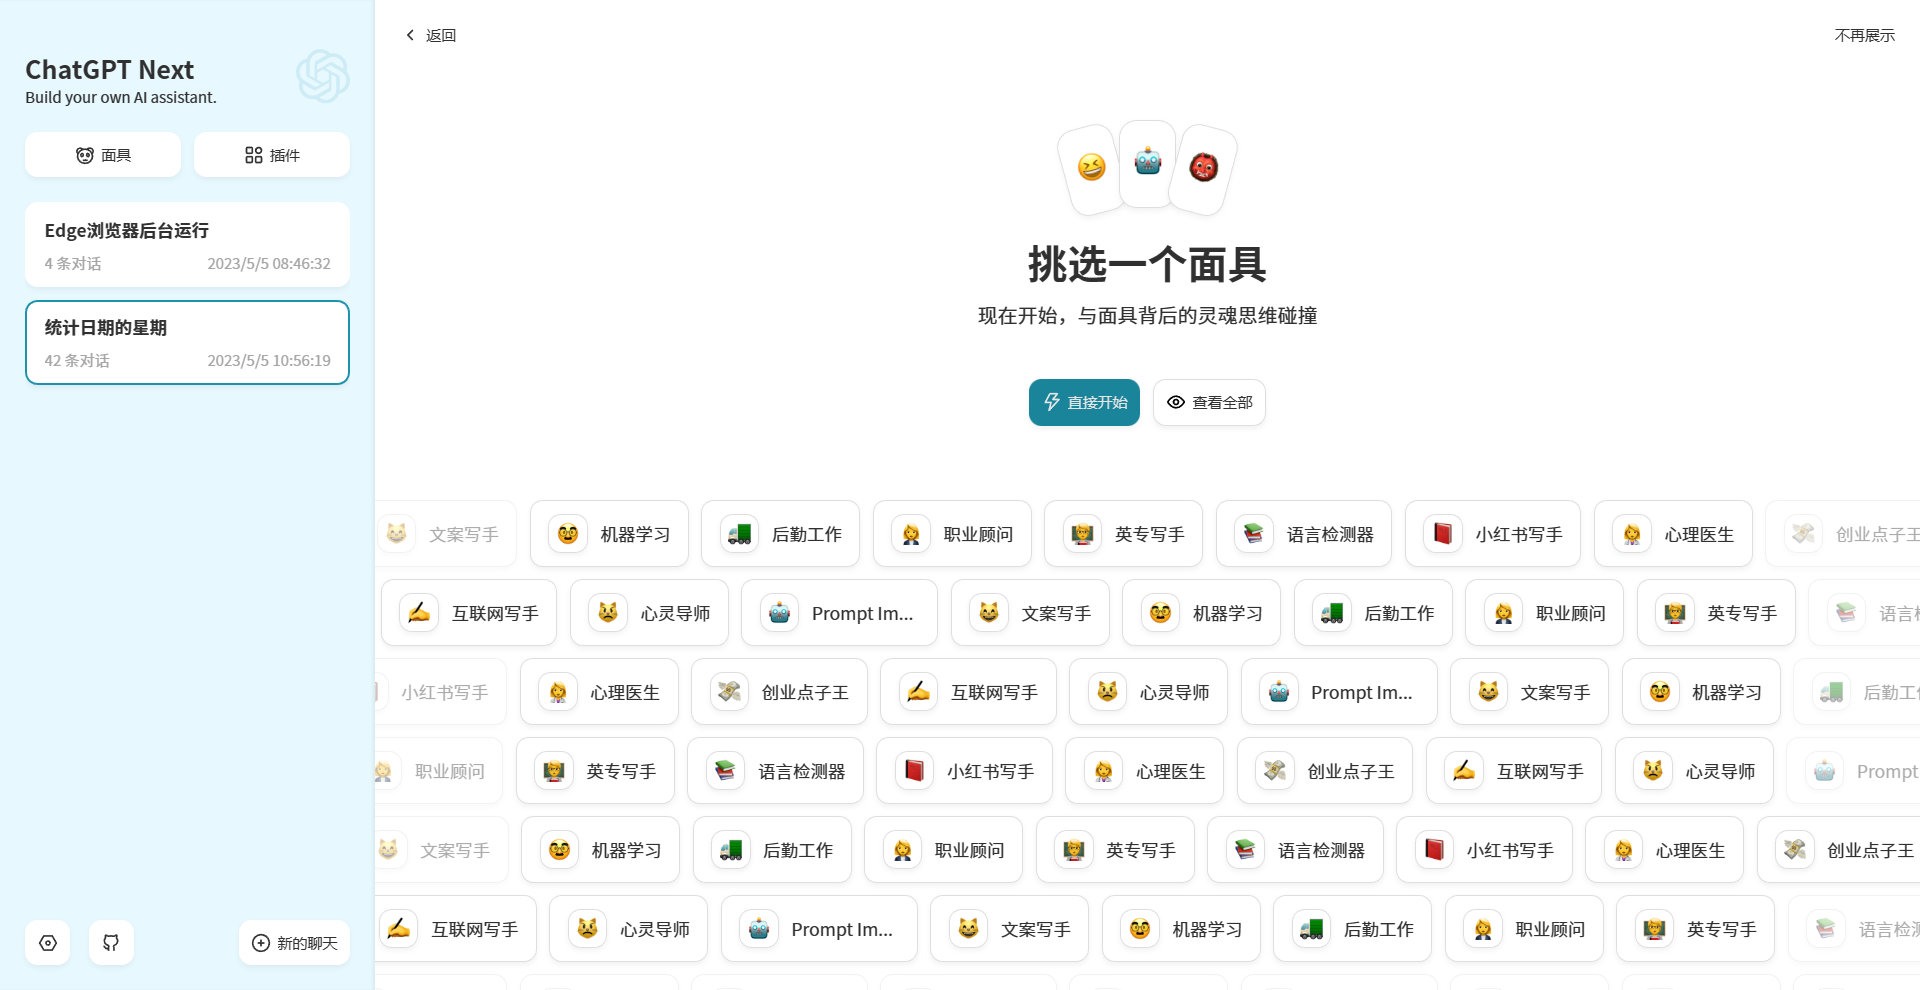 ChatGPT Next
Build your own AI assistant.
面具
插件
Edge浏览器后台运行
4 条对话
2023/5/5 08:46:32
统计日期的星期
42 条对话
2023/5/5 10:56:19
新的聊天
返回
不再展示
挑选一个面具
现在开始，与面具背后的灵魂思维碰撞
直接开始
查看全部
文案写手 机器学习 后勤工作 职业顾问 英专写手 语言检测器 小红书写手 心理医生 创业点子王
互联网写手 心灵导师 Prompt Im... 文案写手 机器学习 后勤工作 职业顾问 英专写手 语言
小红书写手 心理医生 创业点子王 互联网写手 心灵导师 Prompt Im... 文案写手 机器学习 后勤工
职业顾问 英专写手 语言检测器 小红书写手 心理医生 创业点子王 互联网写手 心灵导师 Prompt
文案写手 机器学习 后勤工作 职业顾问 英专写手 语言检测器 小红书写手 心理医生 创业点子王
互联网写手 心灵导师 Prompt Im... 文案写手 机器学习 后勤工作 职业顾问 英专写手 语言检